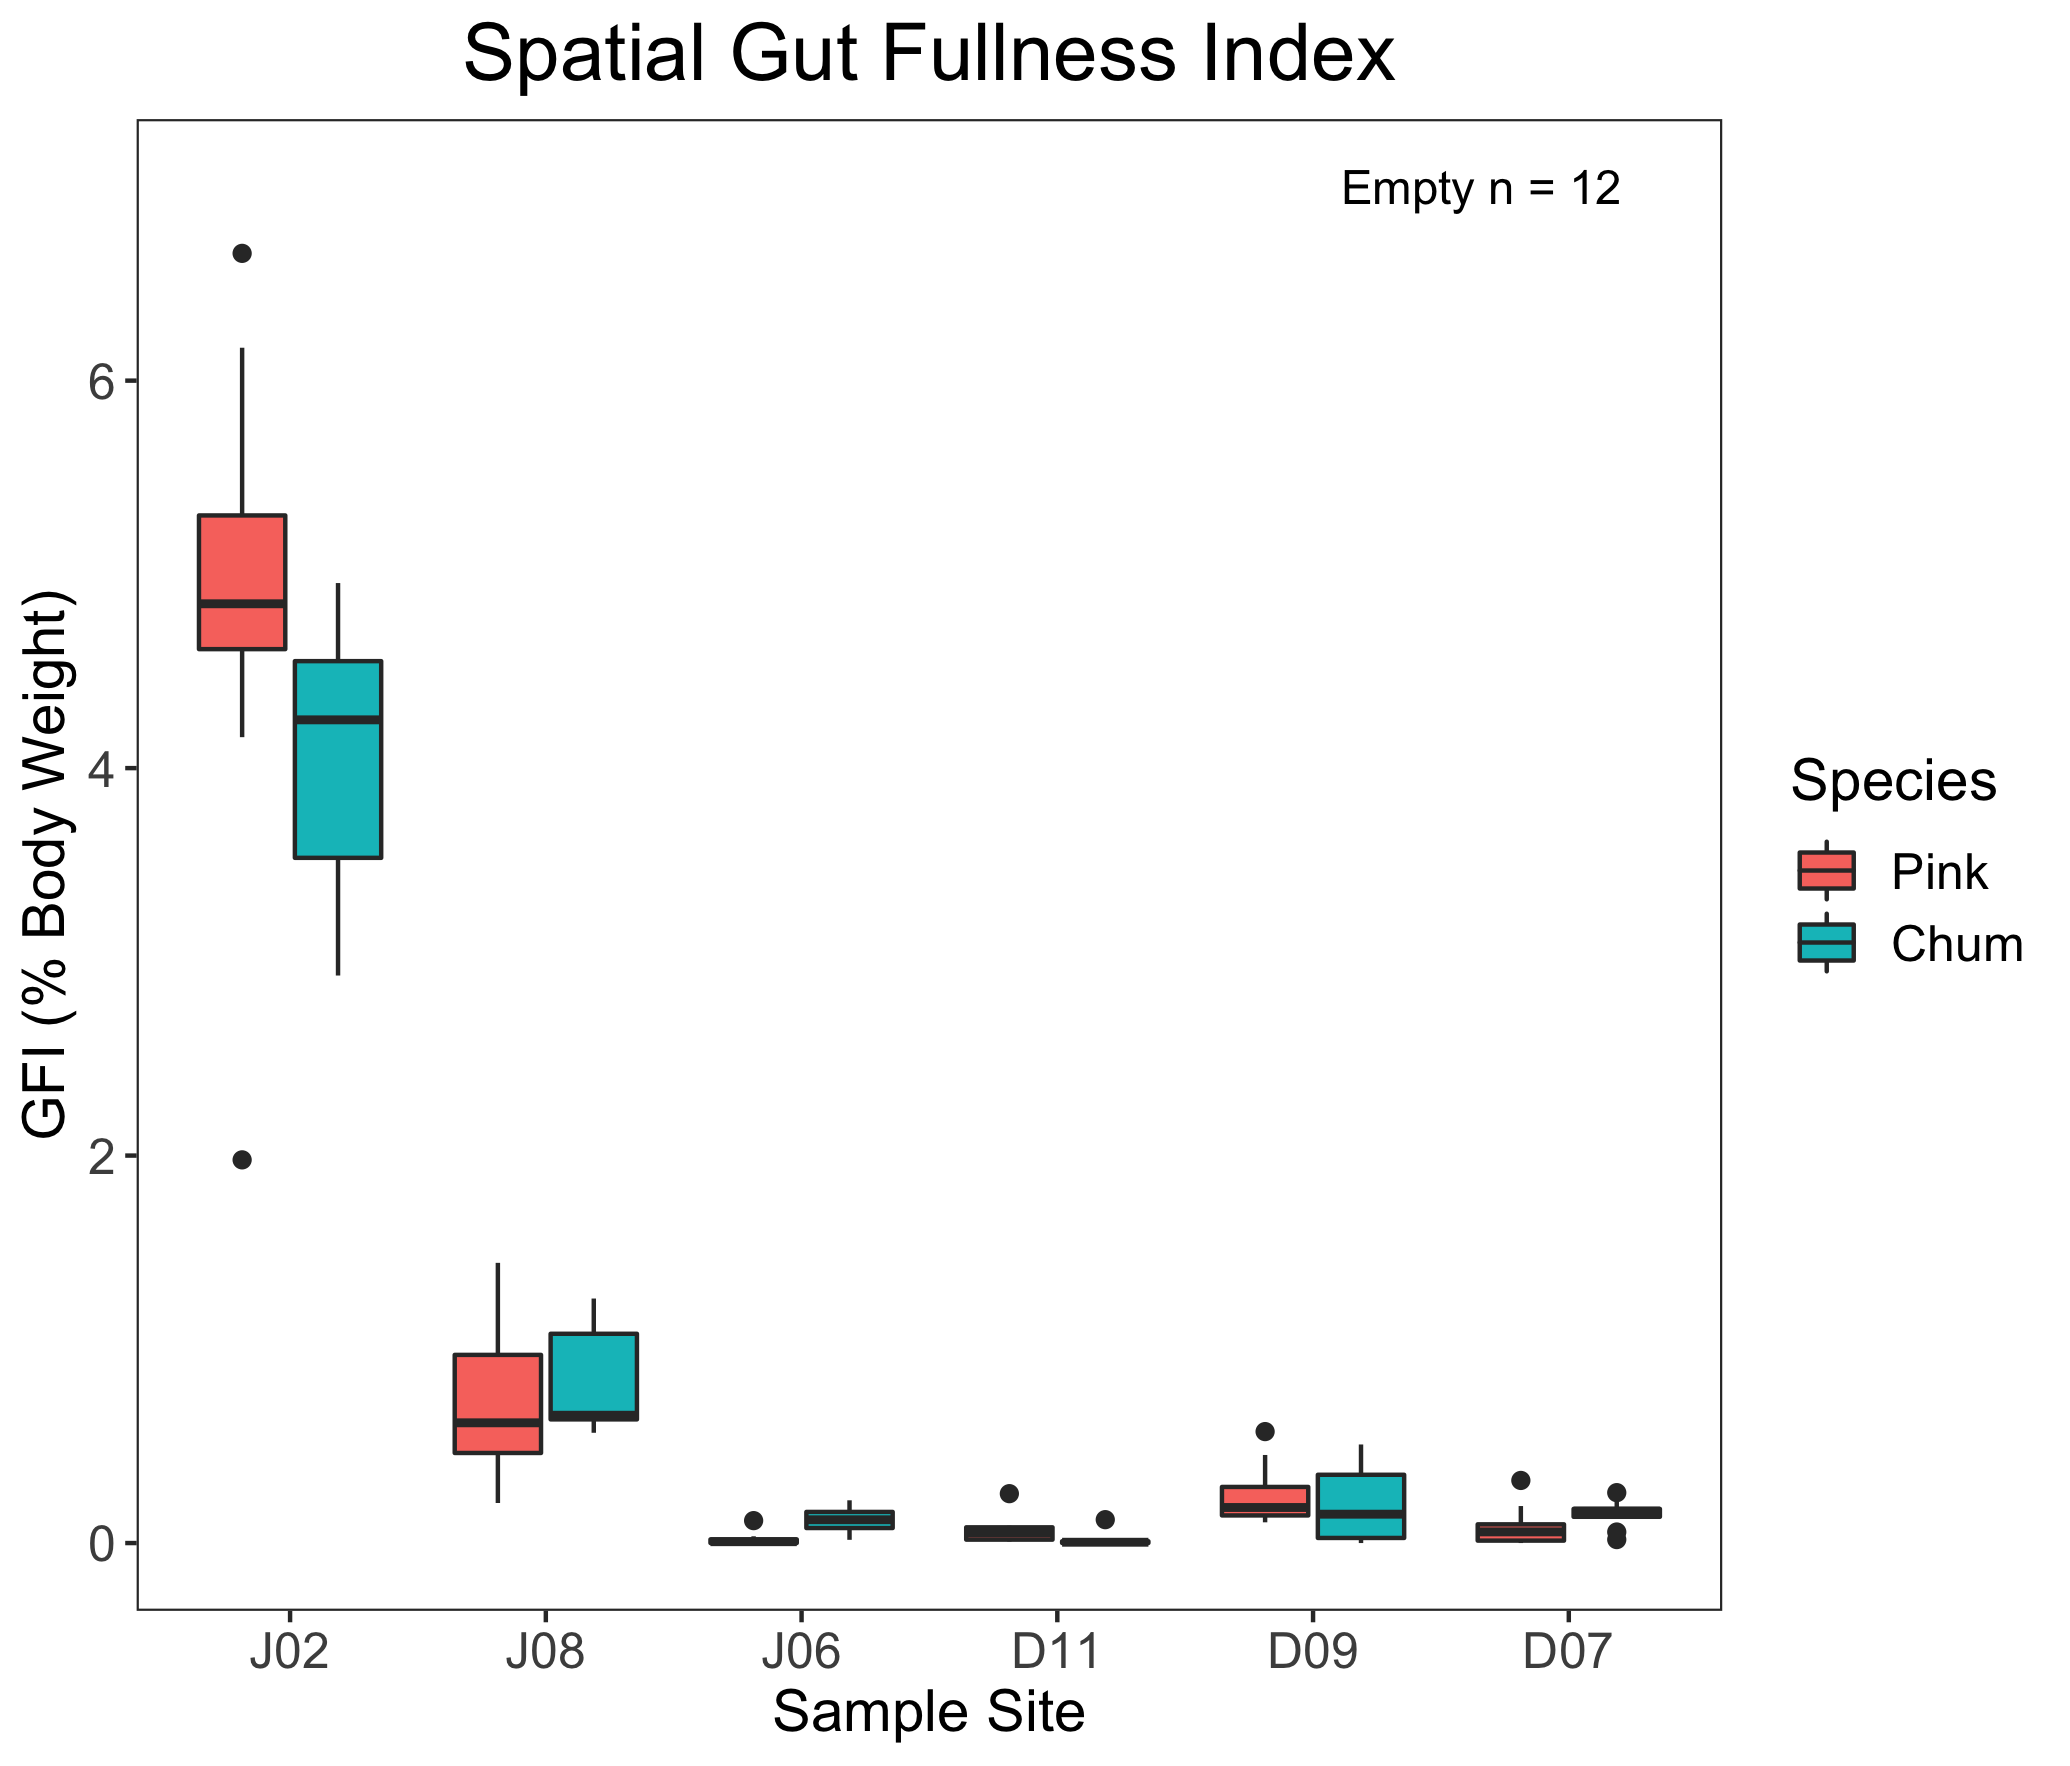 Spatial Gut Fullness Index
Empty n = 12
GFI (% Body Weight)
6
4
2
0
J02 J08 J06 D11 D09 D07
Sample Site
Species
Pink
Chum